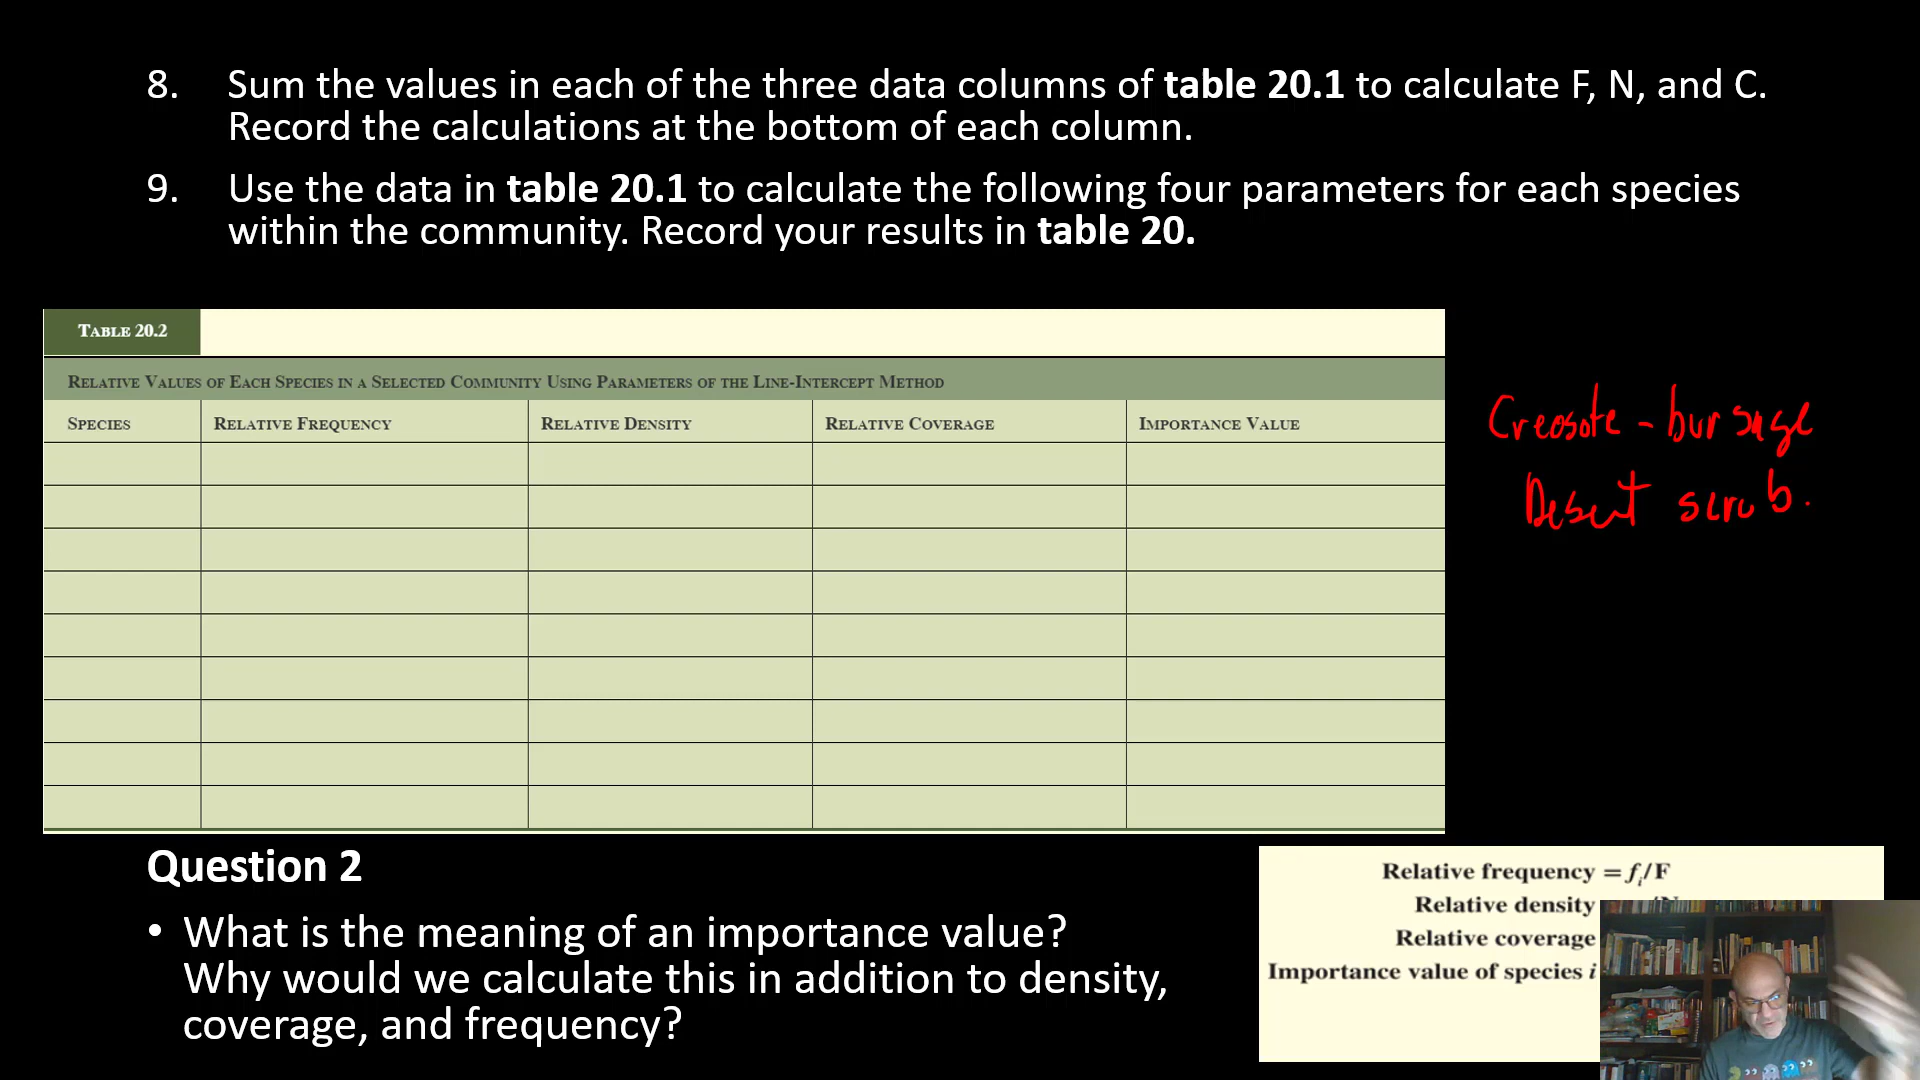 8. Sum the values in each of the three data columns of table 20.1 to calculate F, N, and C.
Record the calculations at the bottom of each column.
9. Use the data in table 20.1 to calculate the following four parameters for each species
within the community. Record your results in table 20.
TABLE 20.2
RELATIVE VALUES OF EACH SPECIES IN A SELECTED COMMUNITY USING PARAMETERS OF THE LINE-INTERCEPT METHOD
SPECIES RELATIVE FREQUENCY RELATIVE DENSITY RELATIVE COVERAGE IMPORTANCE VALUE
Creosote - bursage
Desert scrub.
Question 2
• What is the meaning of an importance value?
Why would we calculate this in addition to density,
coverage, and frequency?
Relative frequency = fi/F
Relative density
Relative coverage
Importance value of species i